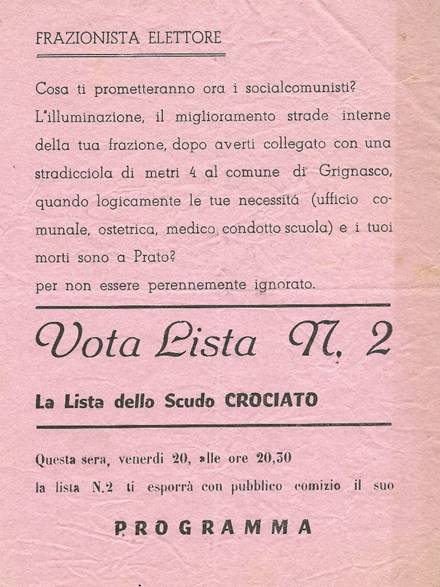 FRAZIONISTA ELETTORE
Cosa ti prometteranno ora i socialcomunisti?
L'illuminazione, il miglioramento strade interne
della tua frazione, dopo averti collegato con una
stradicciola di metri 4 al comune di Grignasco,
quando logicamente le tue necessitá (ufficio co-
munale, ostetrica, medico condotto scuola) e i tuoi
morti sono a Prato?
per non essere perennemente ignorato.
Vota Lista N. 2
La Lista dello Scudo CROCIATO
Questa sera, venerdi 20, alle ore 20,30
la lista N.2 ti esporrà con pubblico comizio il suo
PROGRAMMA